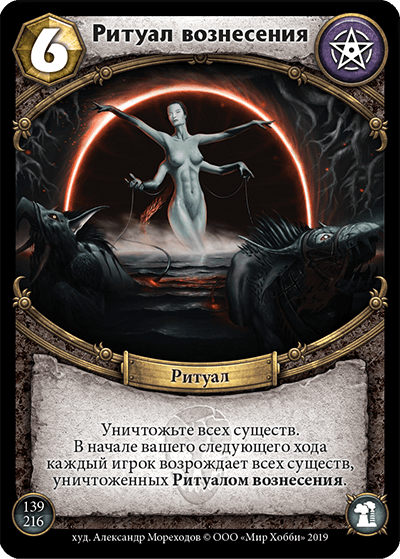 6
Ритуал вознесения
Ритуал
Уничтожьте всех существ.
В начале вашего следующего хода
каждый игрок возрождает всех существ,
уничтоженных Ритуалом вознесения.
139
216
худ. Александр Мореходов © ООО «Мир Хобби» 2019